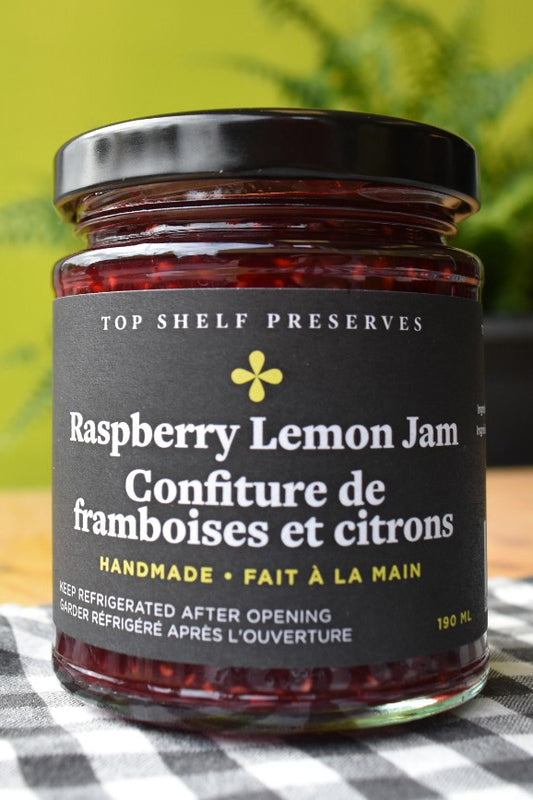 TOP SHELF PRESERVES
Raspberry Lemon Jam
Confiture de
framboises et citrons
HANDMADE • FAIT À LA MAIN
KEEP REFRIGERATED AFTER OPENING
GARDER RÉFRIGÉRÉ APRÈS L'OUVERTURE
190 ML